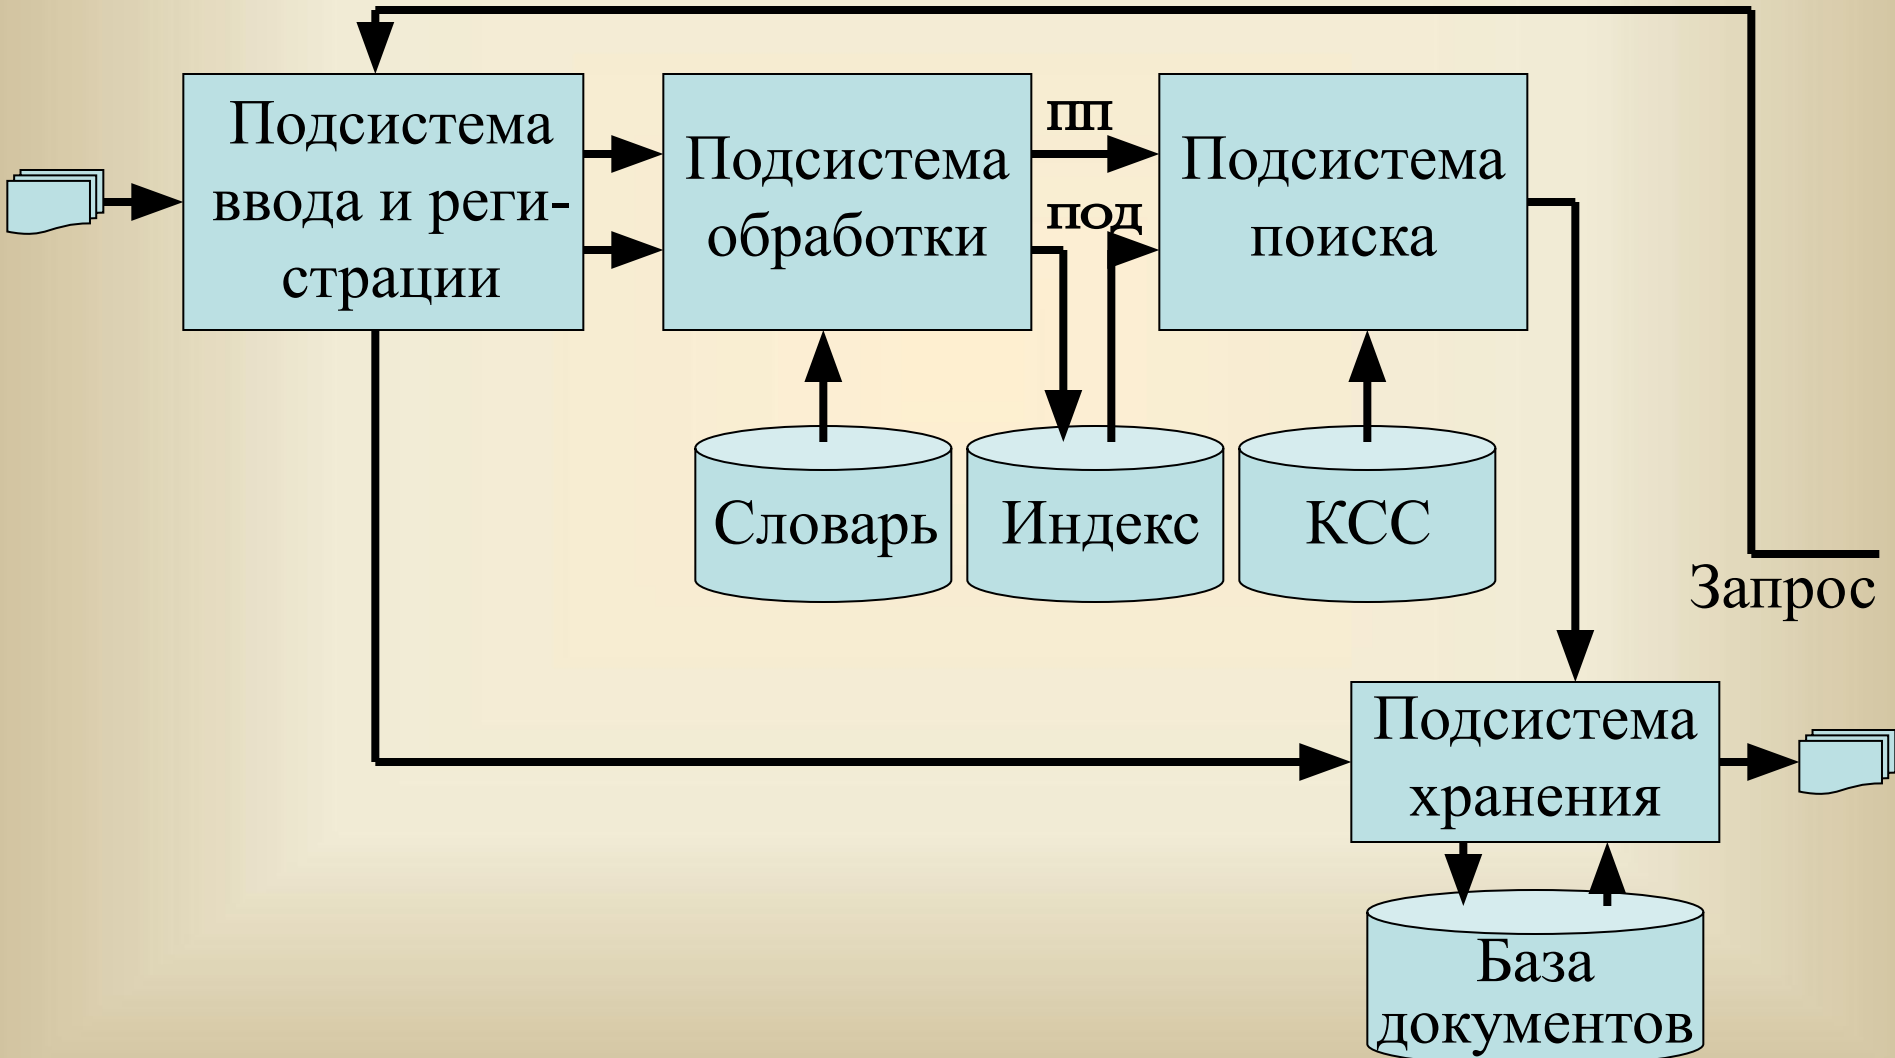 Подсистема
ввода и реги-
страции
Подсистема
обработки
пп
под
Подсистема
поиска
Словарь
Индекс
КСС
Запрос
Подсистема
хранения
База
документов